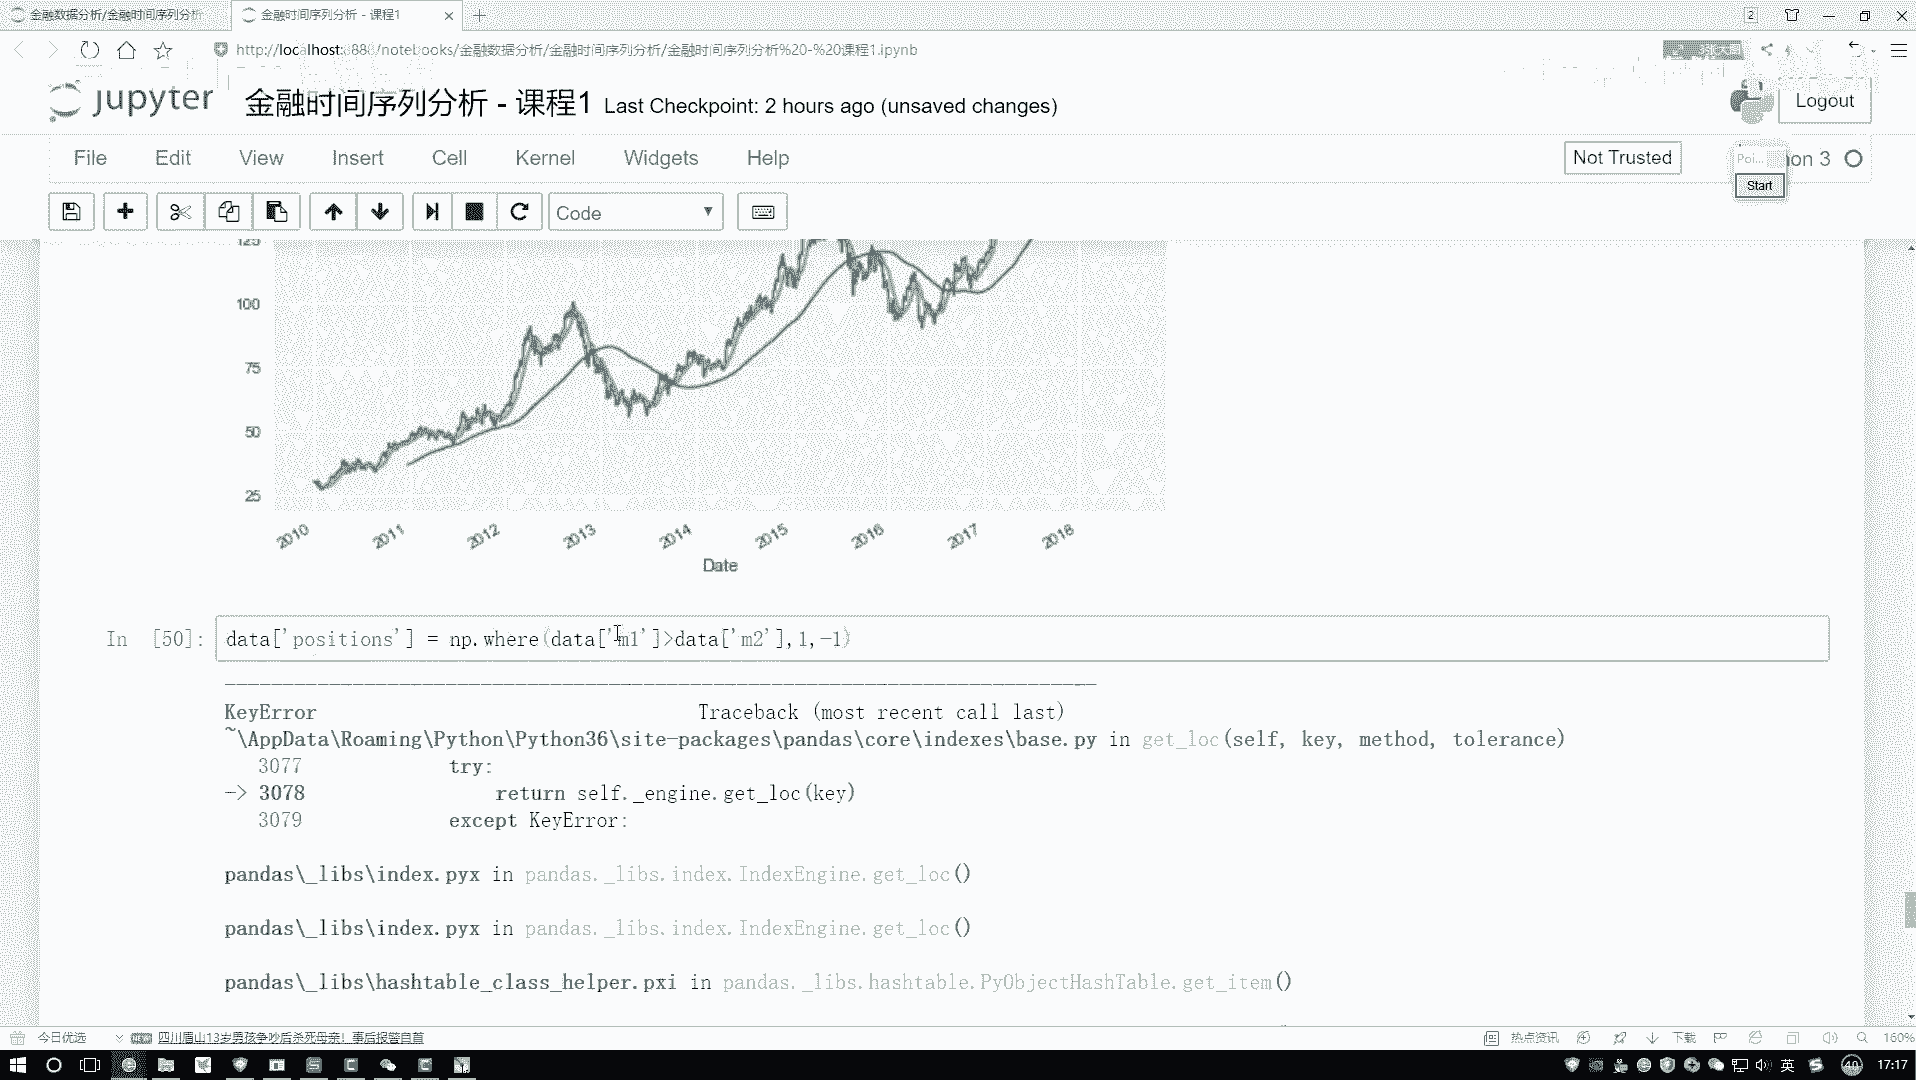 金融数据分析/金融时间序列分析
金融时间序列分析 - 课程1
2
http://localhost:888/notebooks/金融数据分析/金融时间序列分析/金融时间序列分析%20-%20课程1.ipynb
jupyter
金融时间序列分析 - 课程1 Last Checkpoint: 2 hours ago (unsaved changes)
Logout
File Edit View Insert Cell Kernel Widgets Help
Not Trusted
Poi... on 3
Start
Code
125
100
75
50
25
2010 2011 2012 2013 2014 2015 2016 2017 2018
Date
In [50]: data['positions'] = np.where(data['m1']>data['m2'],1,-1)
KeyError Traceback (most recent call last)
~\AppData\Roaming\Python\Python36\site-packages\pandas\core\indexes\base.py in get_loc(self, key, method, tolerance)
3077 try:
-> 3078 return self._engine.get_loc(key)
3079 except KeyError:
pandas\_libs\index.pyx in pandas._libs.index.IndexEngine.get_loc()
pandas\_libs\index.pyx in pandas._libs.index.IndexEngine.get_loc()
pandas\_libs\hashtable_class_helper.pxi in pandas._libs.hashtable.PyObjectHashTable.get_item()
今日优选 四川眉山13岁男孩争吵后杀死母亲！事后报警自首
热点资讯 下载 160%
英 40 17:17